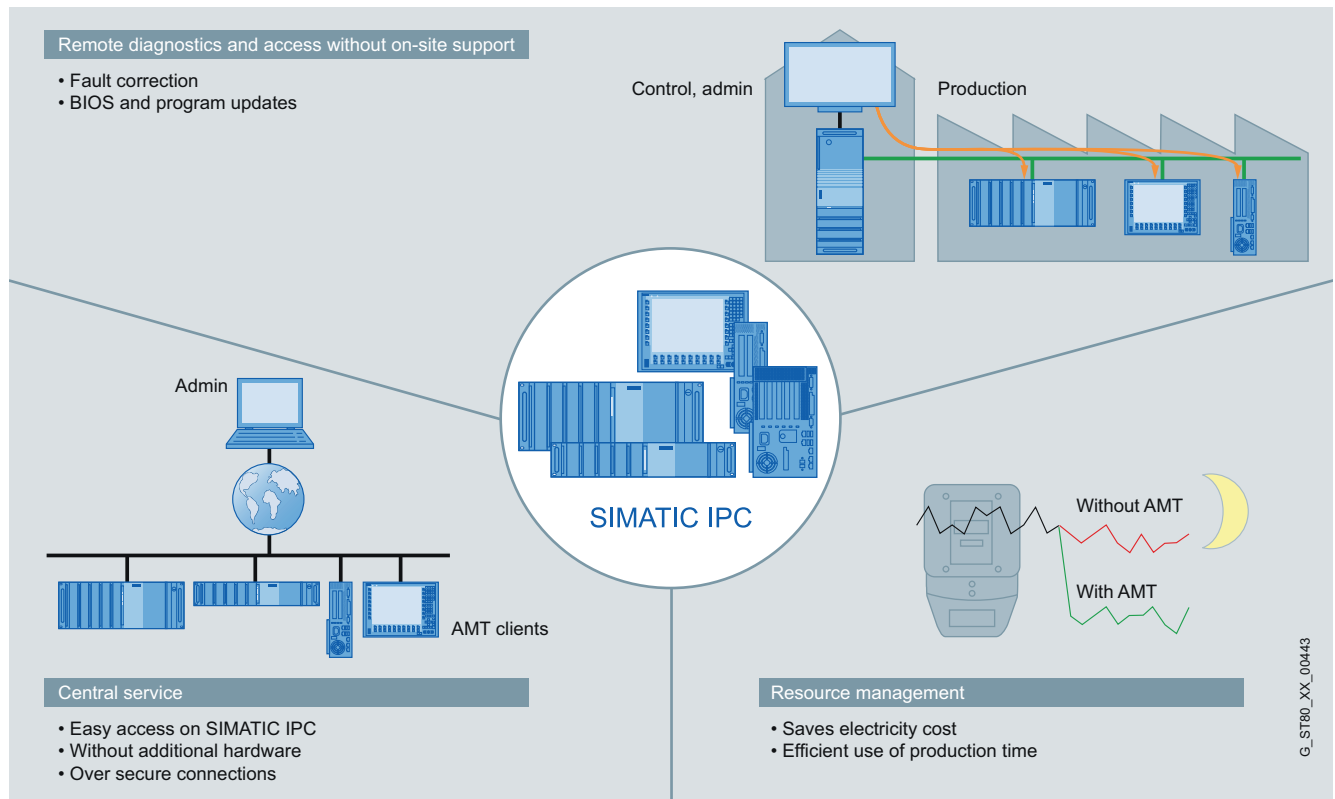 Remote diagnostics and access without on-site support
• Fault correction
• BIOS and program updates
Control, admin
Production
Admin
AMT clients
SIMATIC IPC
Without AMT
With AMT
Central service
• Easy access on SIMATIC IPC
• Without additional hardware
• Over secure connections
Resource management
• Saves electricity cost
• Efficient use of production time
G_ST80_XX_00443